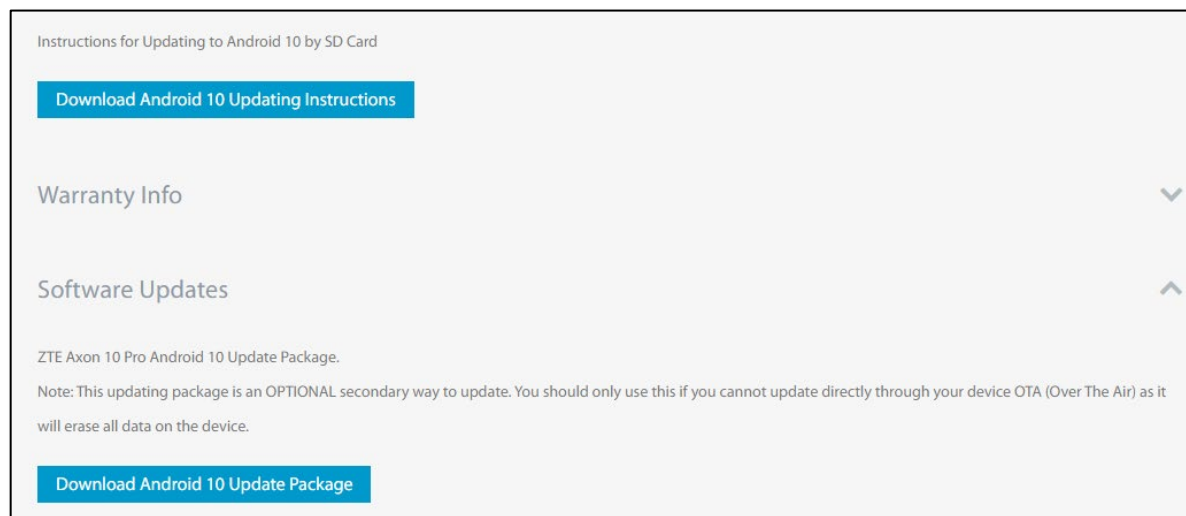 Instructions for Updating to Android 10 by SD Card
Download Android 10 Updating Instructions
Warranty Info
Software Updates
ZTE Axon 10 Pro Android 10 Update Package.
Note: This updating package is an OPTIONAL secondary way to update. You should only use this if you cannot update directly through your device OTA (Over The Air) as it
will erase all data on the device.
Download Android 10 Update Package